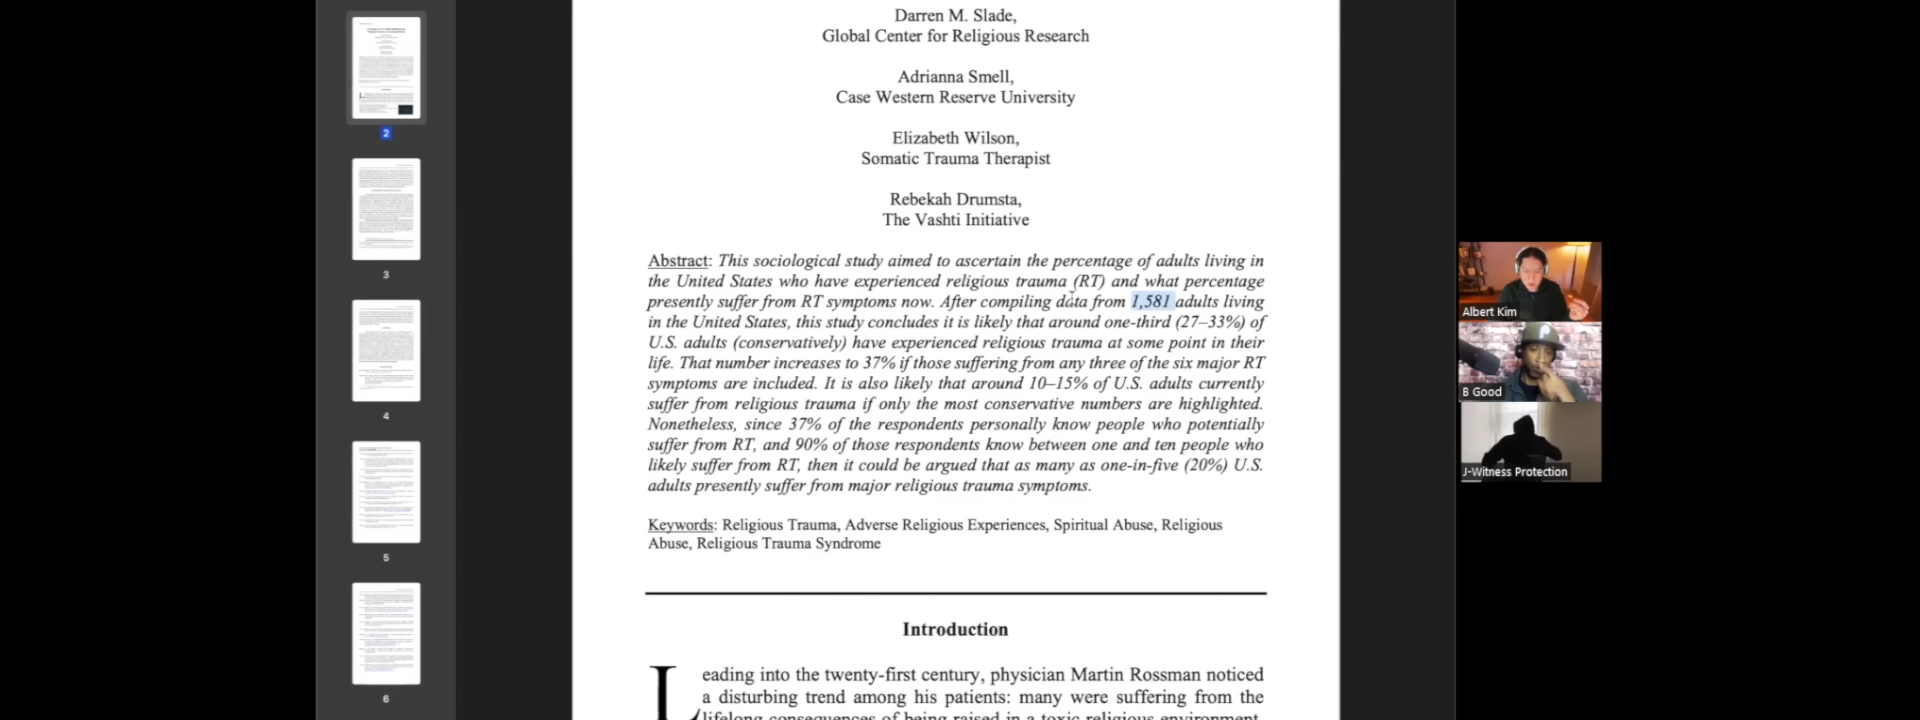 Darren M. Slade,
Global Center for Religious Research
Adrianna Smell,
Case Western Reserve University
Elizabeth Wilson,
Somatic Trauma Therapist
Rebekah Drumsta,
The Vashti Initiative
Abstract: This sociological study aimed to ascertain the percentage of adults living in
the United States who have experienced religious trauma (RT) and what percentage
presently suffer from RT symptoms now. After compiling data from 1,581 adults living
in the United States, this study concludes it is likely that around one-third (27–33%) of
U.S. adults (conservatively) have experienced religious trauma at some point in their
life. That number increases to 37% if those suffering from any three of the six major RT
symptoms are included. It is also likely that around 10–15% of U.S. adults currently
suffer from religious trauma if only the most conservative numbers are highlighted.
Nonetheless, since 37% of the respondents personally know people who potentially
suffer from RT, and 90% of those respondents know between one and ten people who
likely suffer from RT, then it could be argued that as many as one-in-five (20%) U.S.
adults presently suffer from major religious trauma symptoms.
Keywords: Religious Trauma, Adverse Religious Experiences, Spiritual Abuse, Religious
Abuse, Religious Trauma Syndrome
Introduction
Leading into the twenty-first century, physician Martin Rossman noticed
a disturbing trend among his patients: many were suffering from the
lifelong consequences of being raised in a toxic religious environment.
2
3
4
5
6
Albert Kim
B Good
J-Witness Protection